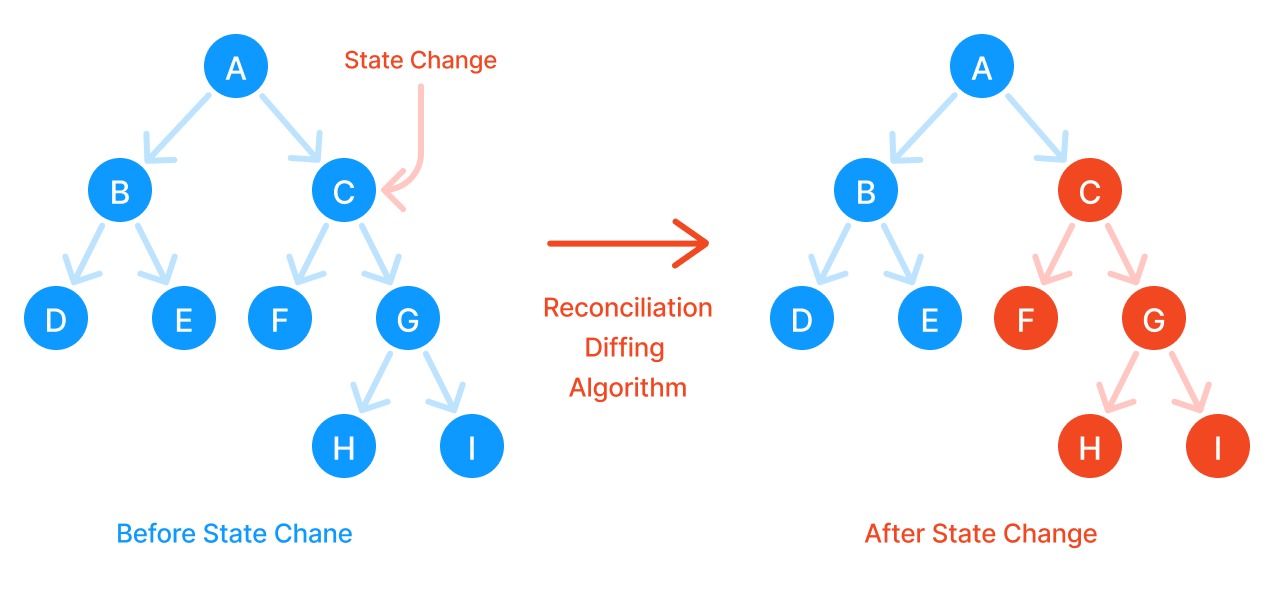 A
State Change
B
C
D
E
F
G
H
I
Before State Chane
Reconciliation
Diffing
Algorithm
A
B
C
D
E
F
G
H
I
After State Change